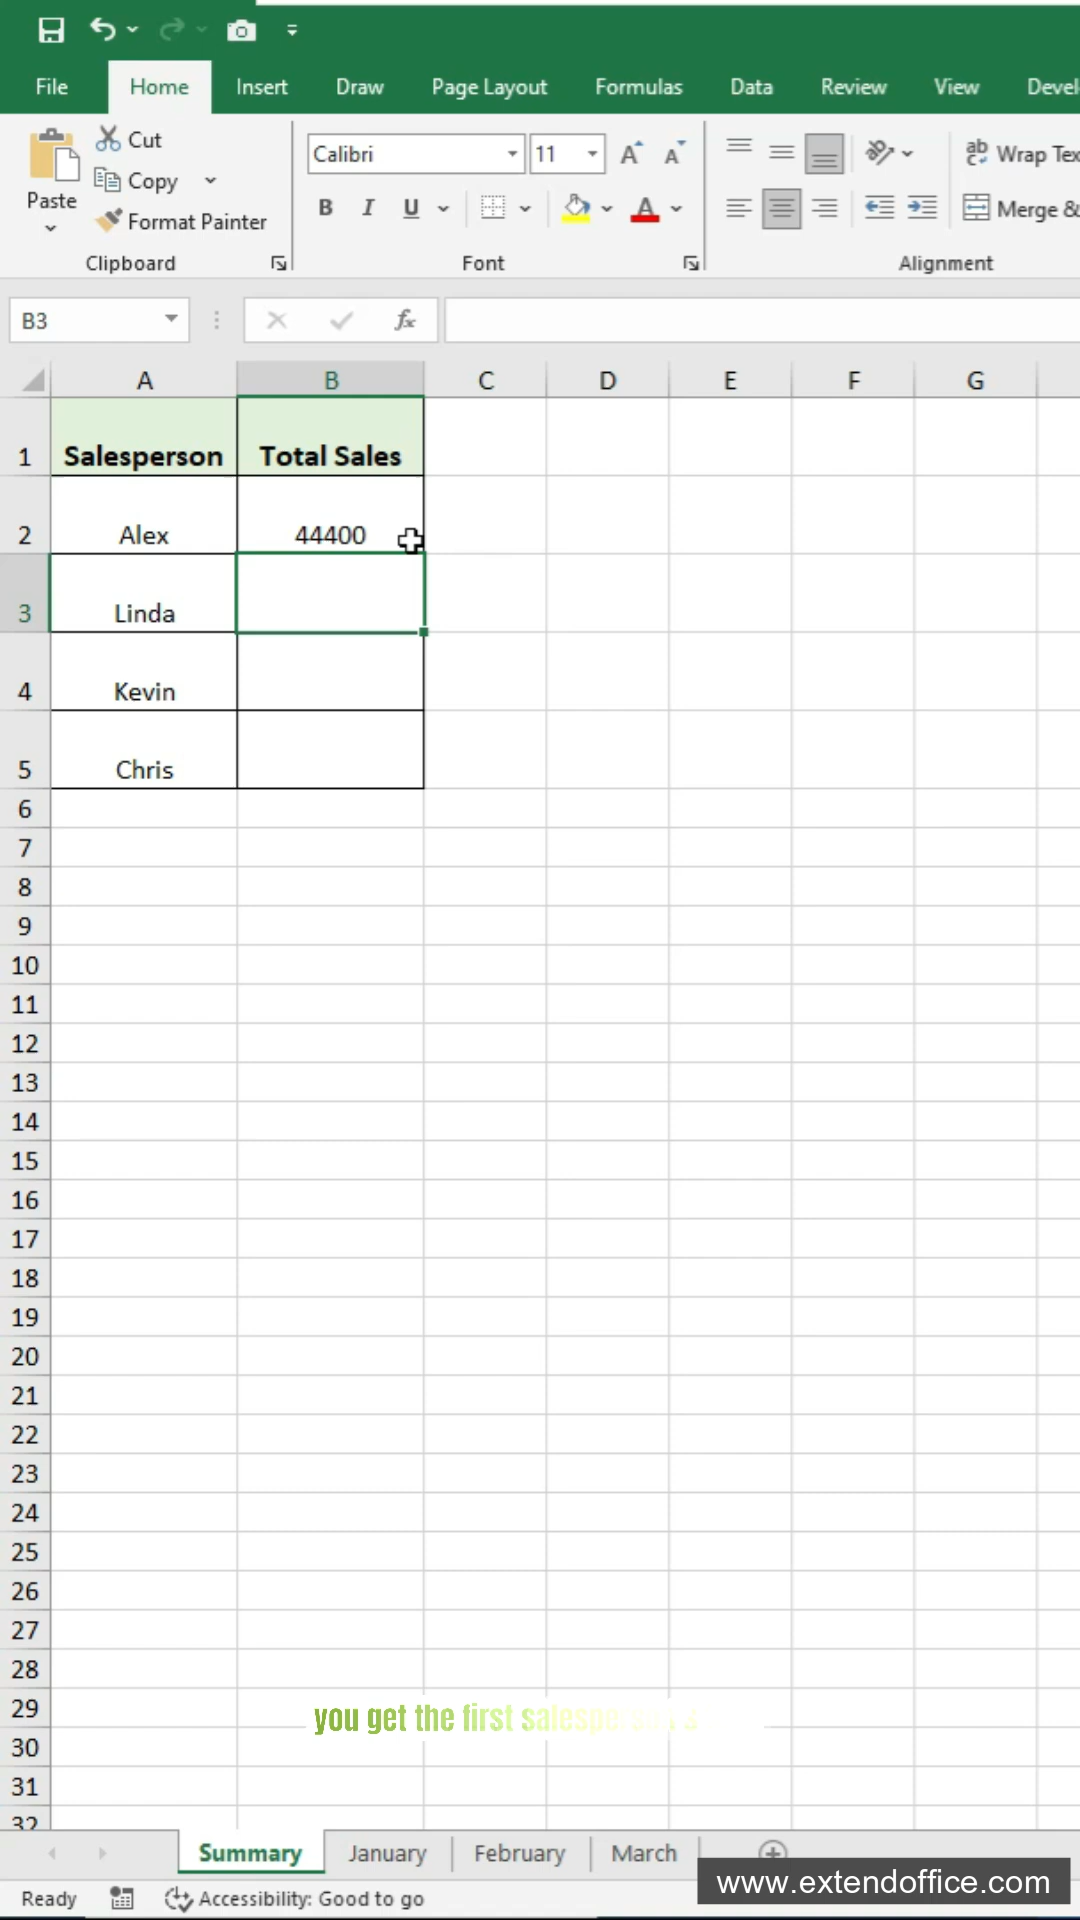 File Home Insert Draw Page Layout Formulas Data Review View Devel
Paste
Cut
Copy
Format Painter
Clipboard
Calibri 11
B I U
Font
ab Wrap Tex
Merge &
Alignment
B3 fx
A B C D E F G
1 Salesperson Total Sales
2 Alex 44400
3 Linda
4 Kevin
5 Chris
6
7
8
9
10
11
12
13
14
15
16
17
18
19
20
21
22
23
24
25
26
27
28
29
you get the first
30
31
32
Summary January February March
Ready Accessibility: Good to go
www.extendoffice.com